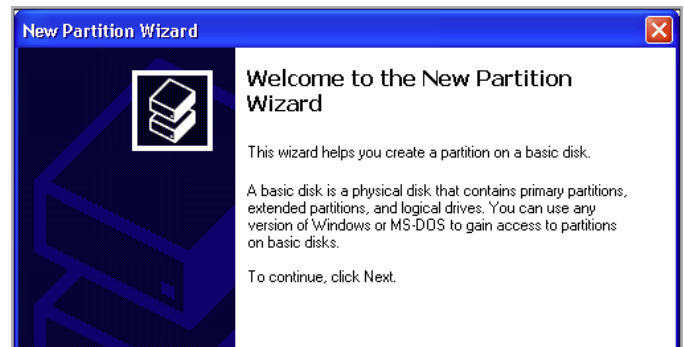 New Partition Wizard
Welcome to the New Partition
Wizard
This wizard helps you create a partition on a basic disk.
A basic disk is a physical disk that contains primary partitions,
extended partitions, and logical drives. You can use any
version of Windows or MS-DOS to gain access to partitions
on basic disks.
To continue, click Next.